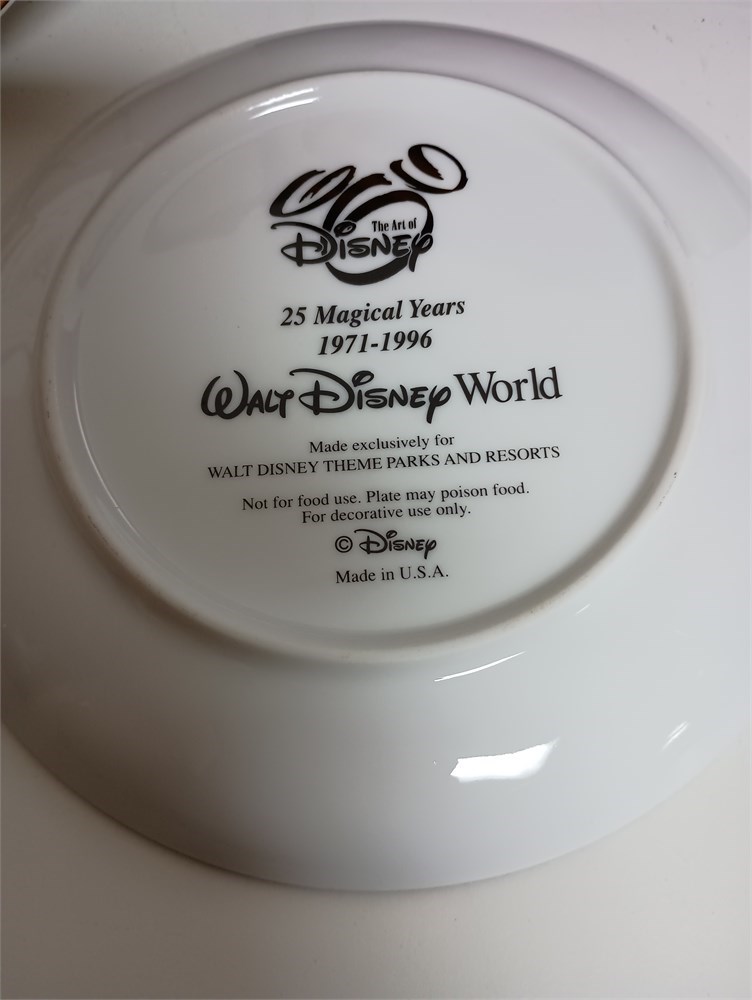 The Art of
Disney
25 Magical Years
1971-1996
Walt Disney World
Made exclusively for
WALT DISNEY THEME PARKS AND RESORTS
Not for food use. Plate may poison food.
For decorative use only.
© Disney
Made in U.S.A.